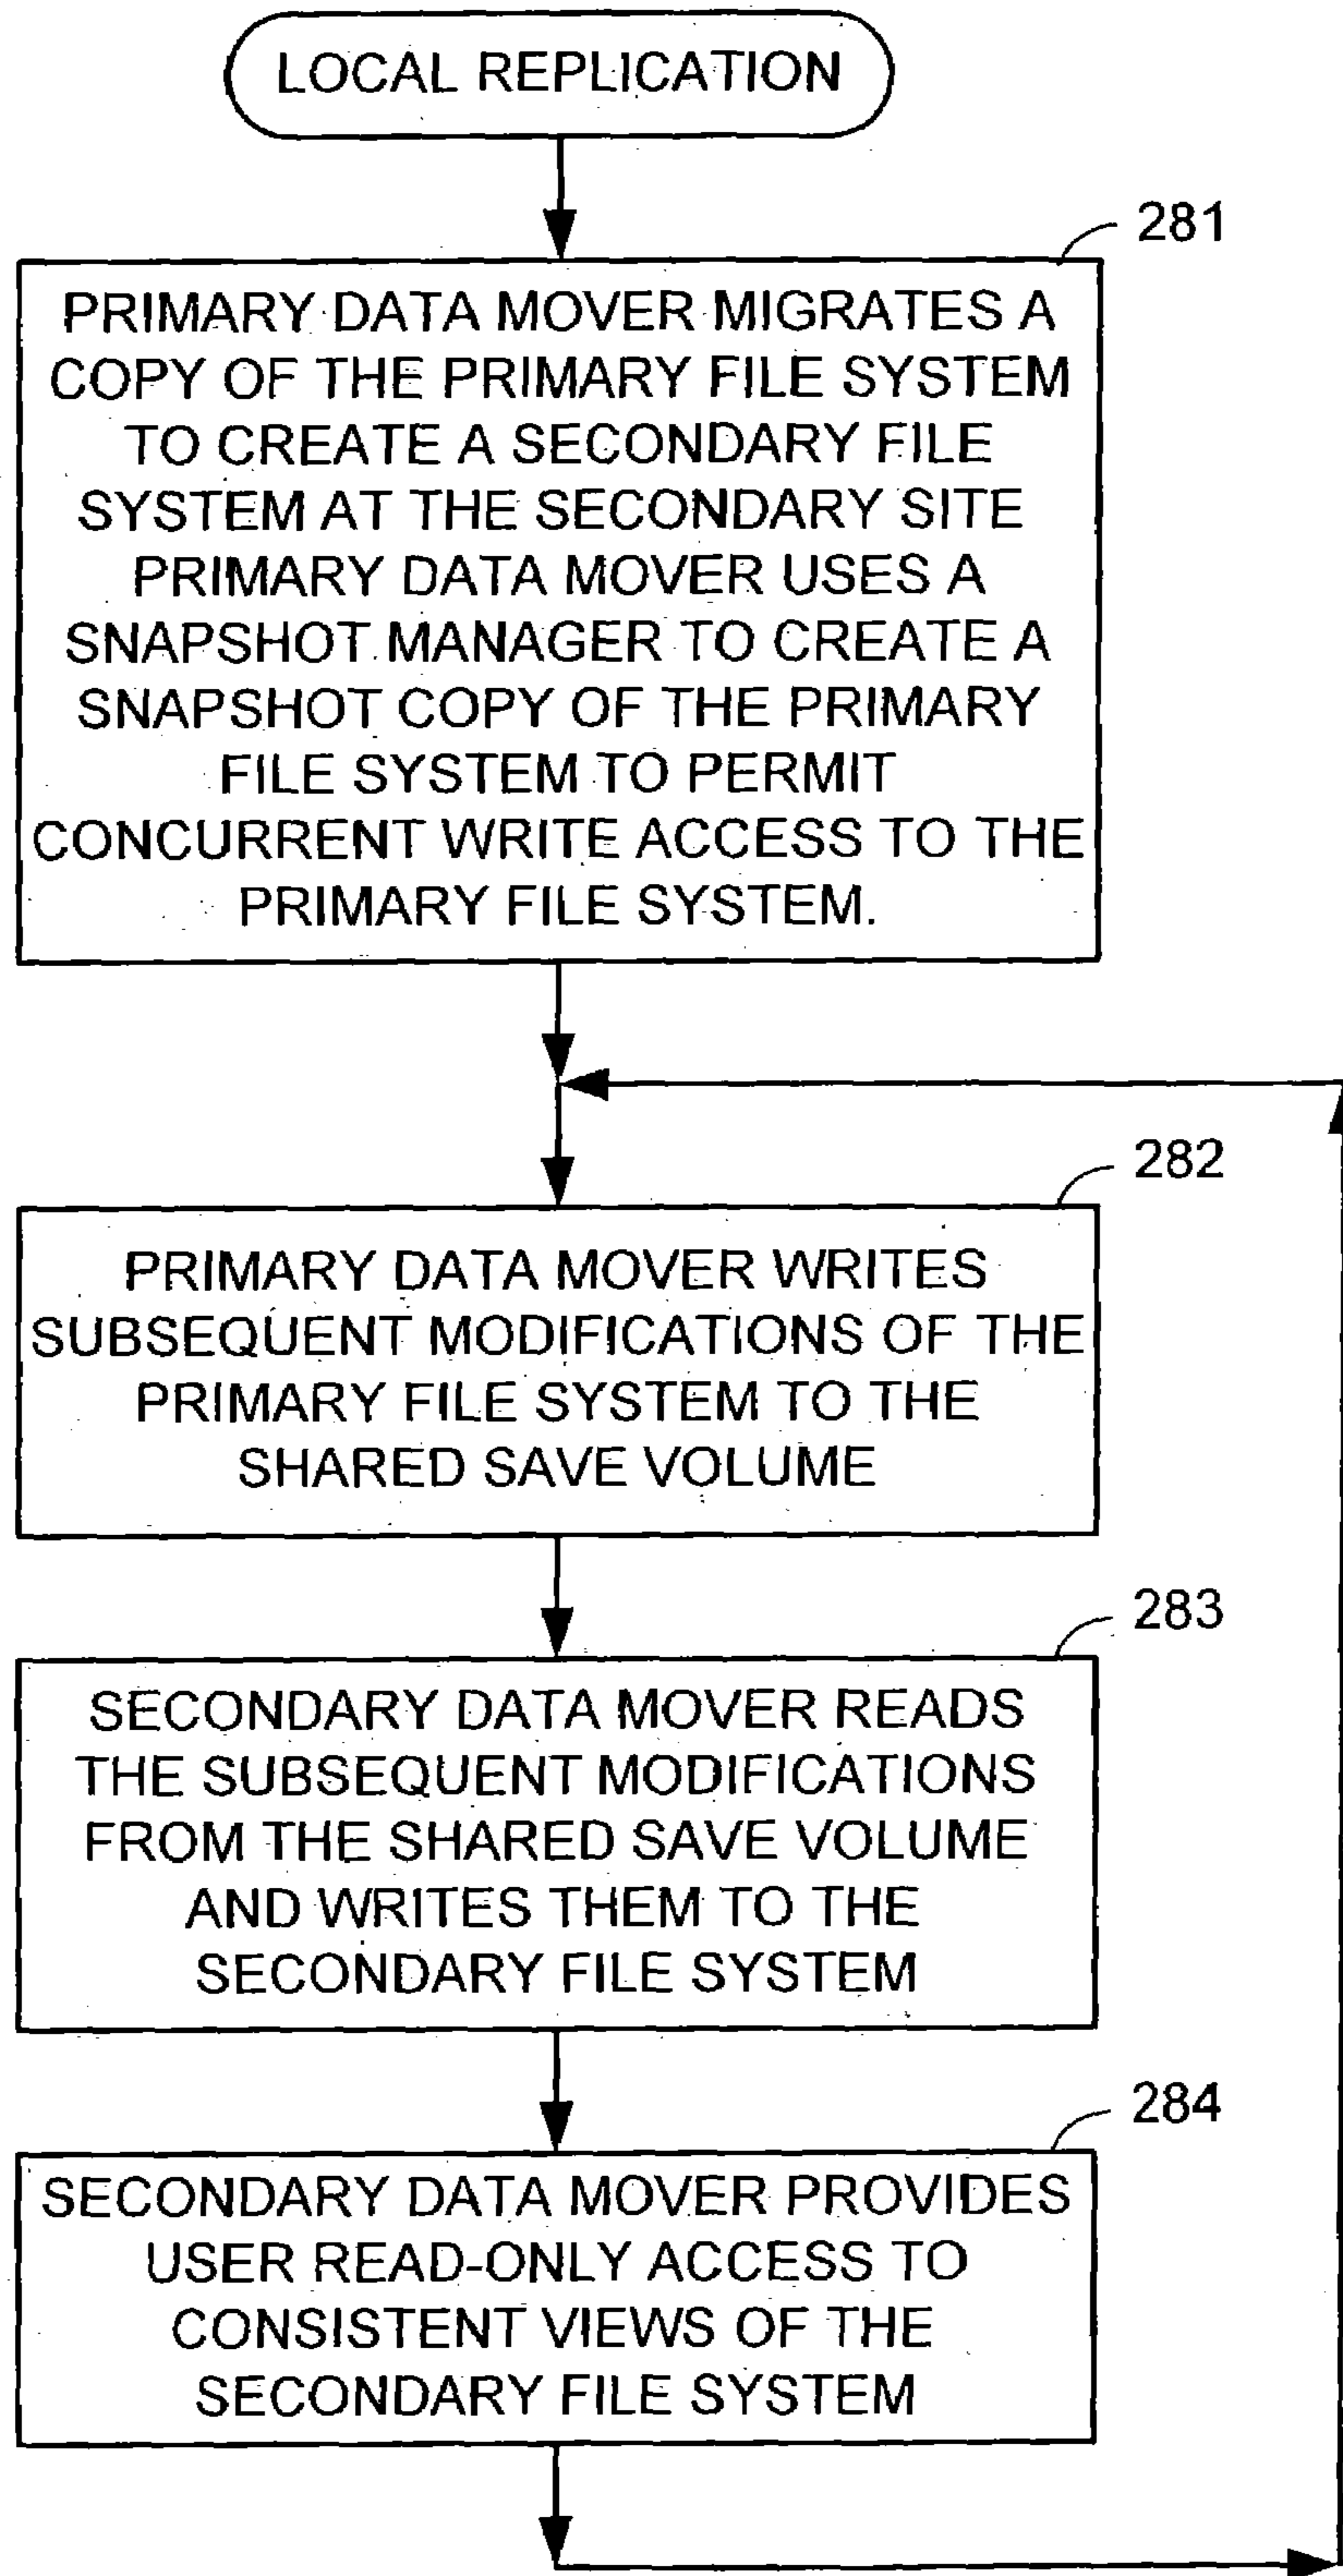 LOCAL REPLICATION
281
PRIMARY DATA MOVER MIGRATES A
COPY OF THE PRIMARY FILE SYSTEM
TO CREATE A SECONDARY FILE
SYSTEM AT THE SECONDARY SITE
PRIMARY DATA MOVER USES A
SNAPSHOT MANAGER TO CREATE A
SNAPSHOT COPY OF THE PRIMARY
FILE SYSTEM TO PERMIT
CONCURRENT WRITE ACCESS TO THE
PRIMARY FILE SYSTEM.
282
PRIMARY DATA MOVER WRITES
SUBSEQUENT MODIFICATIONS OF THE
PRIMARY FILE SYSTEM TO THE
SHARED SAVE VOLUME
283
SECONDARY DATA MOVER READS
THE SUBSEQUENT MODIFICATIONS
FROM THE SHARED SAVE VOLUME
AND WRITES THEM TO THE
SECONDARY FILE SYSTEM
284
SECONDARY DATA MOVER PROVIDES
USER READ-ONLY ACCESS TO
CONSISTENT VIEWS OF THE
SECONDARY FILE SYSTEM